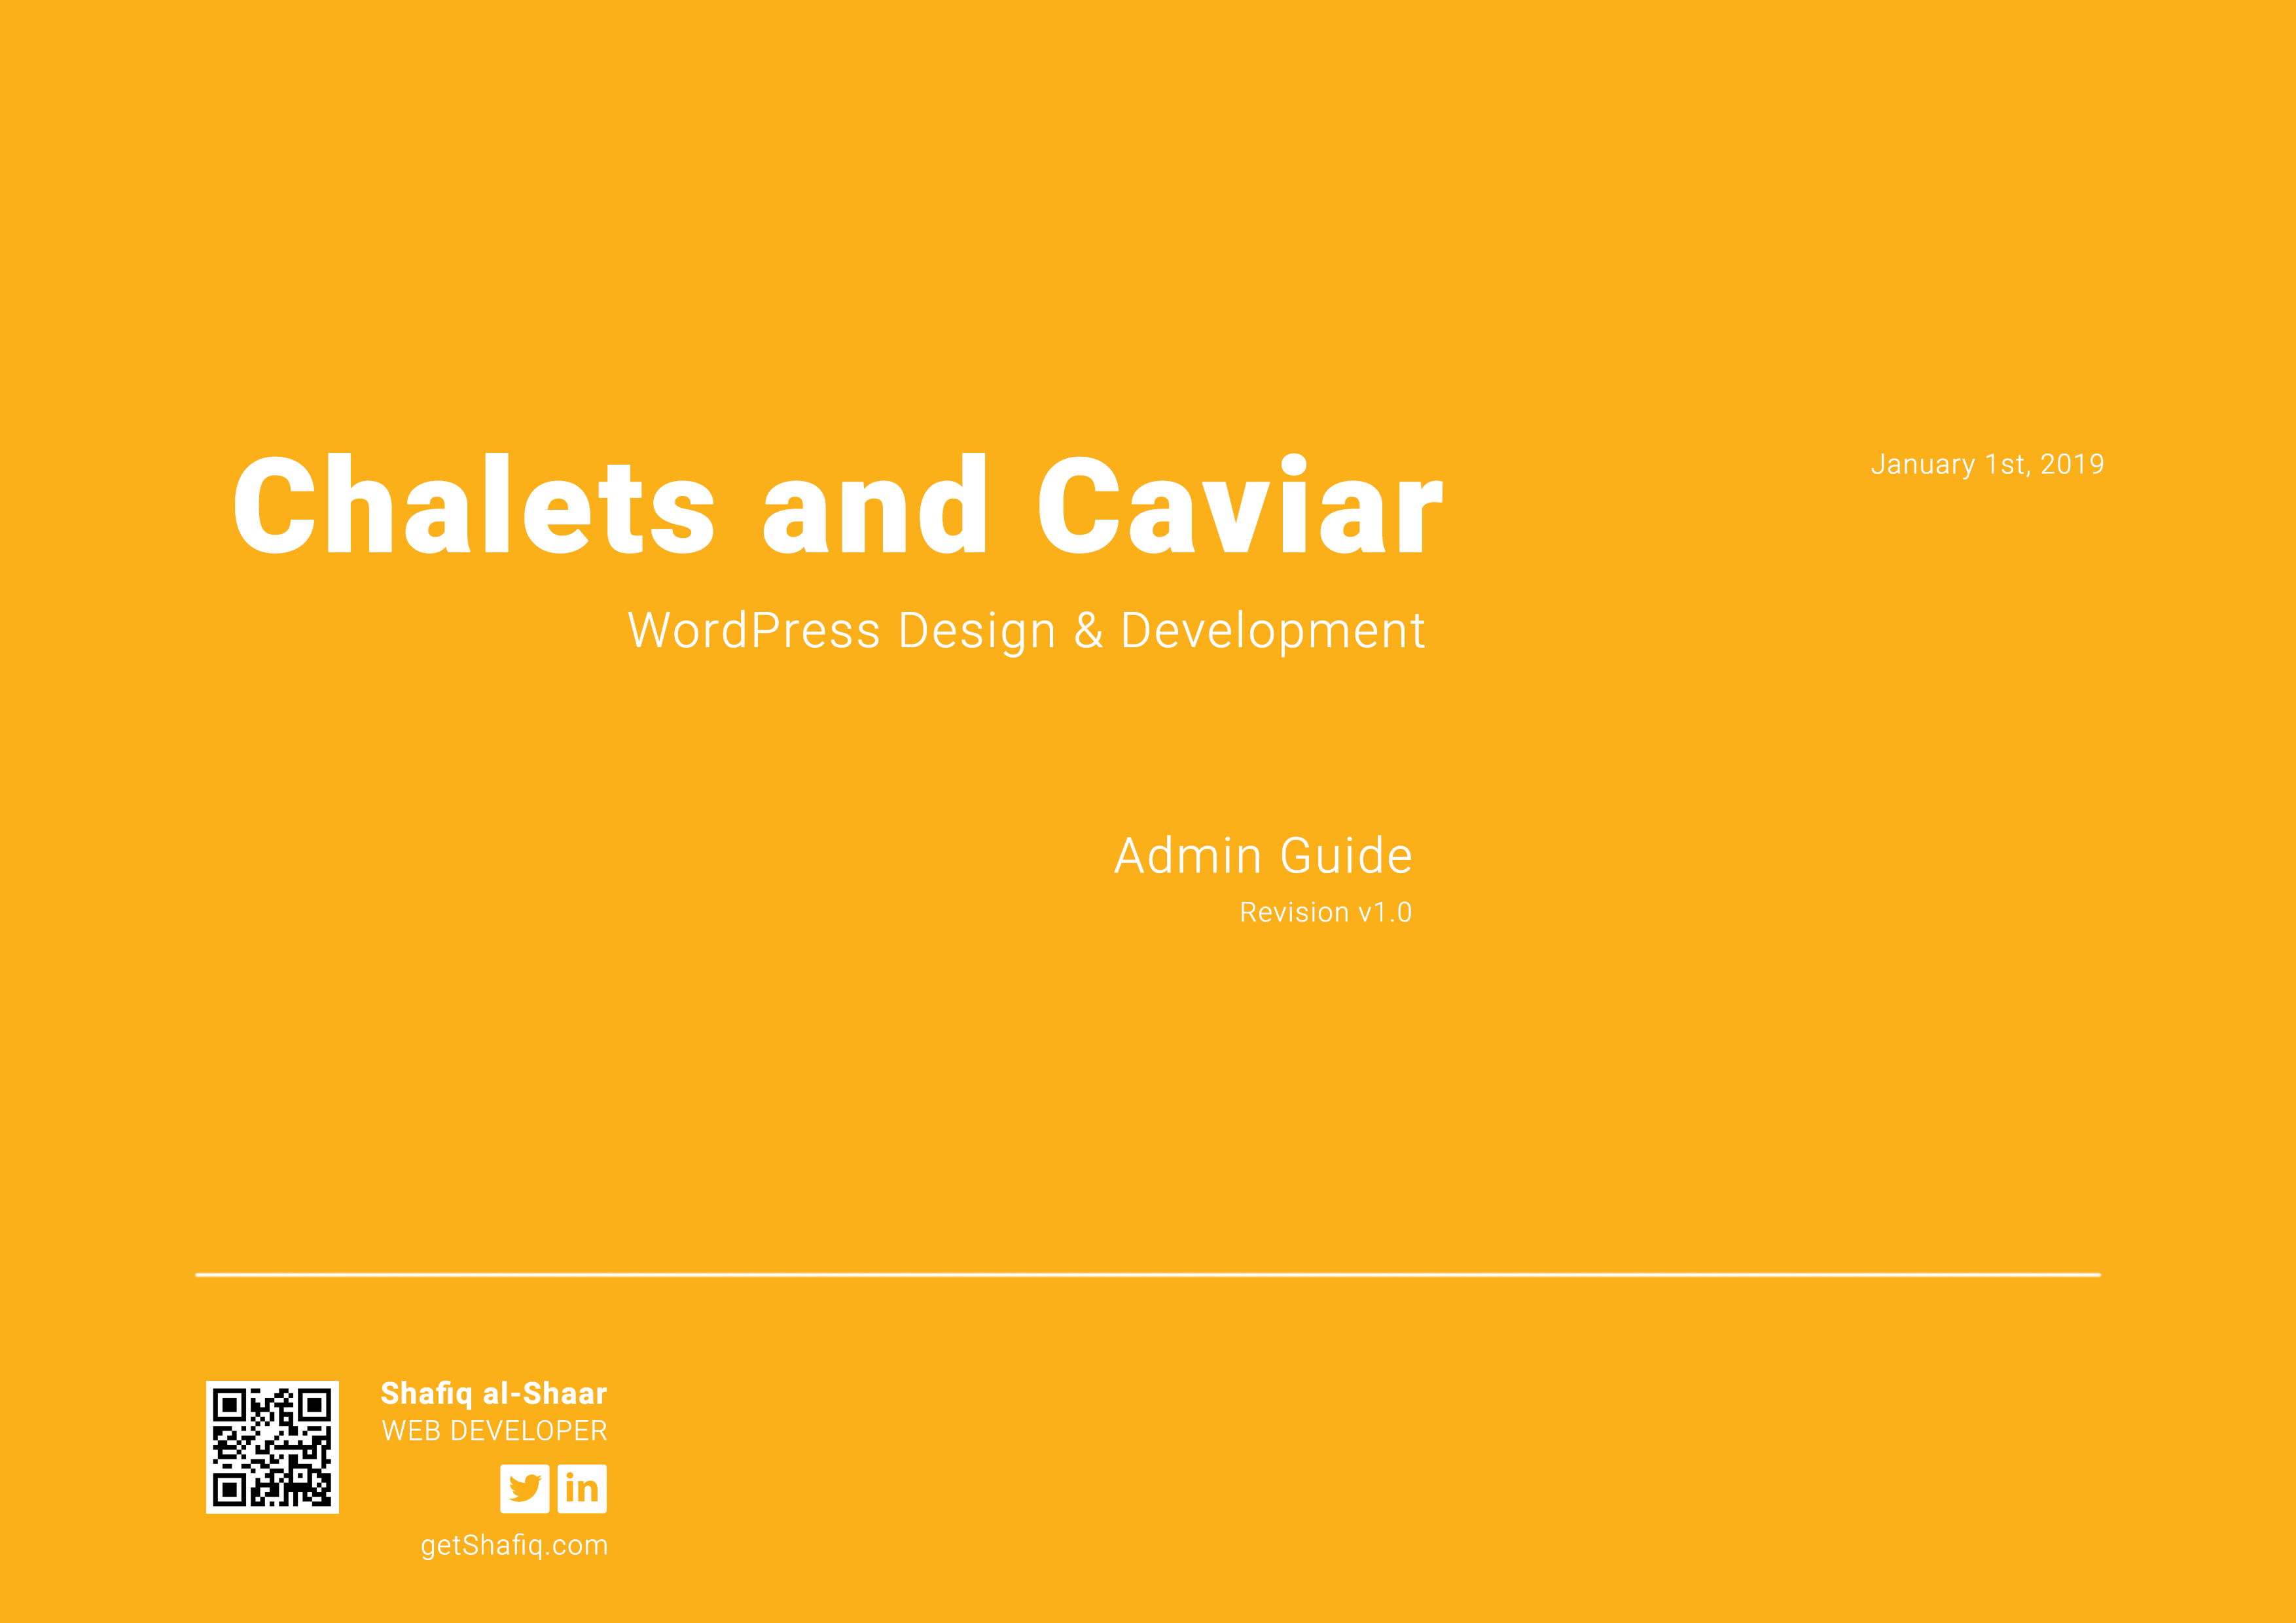 Chalets and Caviar
January 1st, 2019
WordPress Design & Development
Admin Guide
Revision v1.0
Shafiq al-Shaar
WEB DEVELOPER
in
getShafiq.com